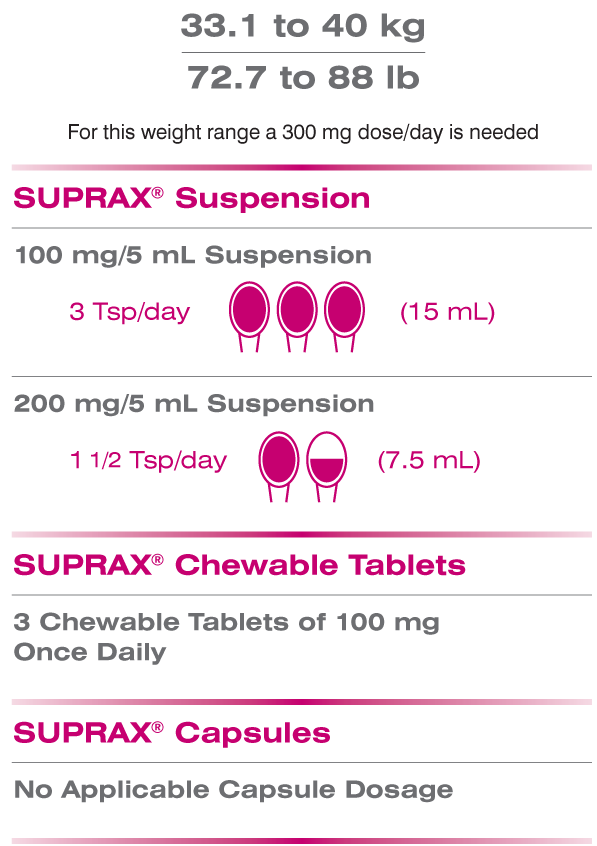 33.1 to 40 kg
72.7 to 88 lb
For this weight range a 300 mg dose/day is needed
SUPRAX® Suspension
100 mg/5 mL Suspension
3 Tsp/day (15 mL)
200 mg/5 mL Suspension
1 1/2 Tsp/day (7.5 mL)
SUPRAX® Chewable Tablets
3 Chewable Tablets of 100 mg
Once Daily
SUPRAX® Capsules
No Applicable Capsule Dosage